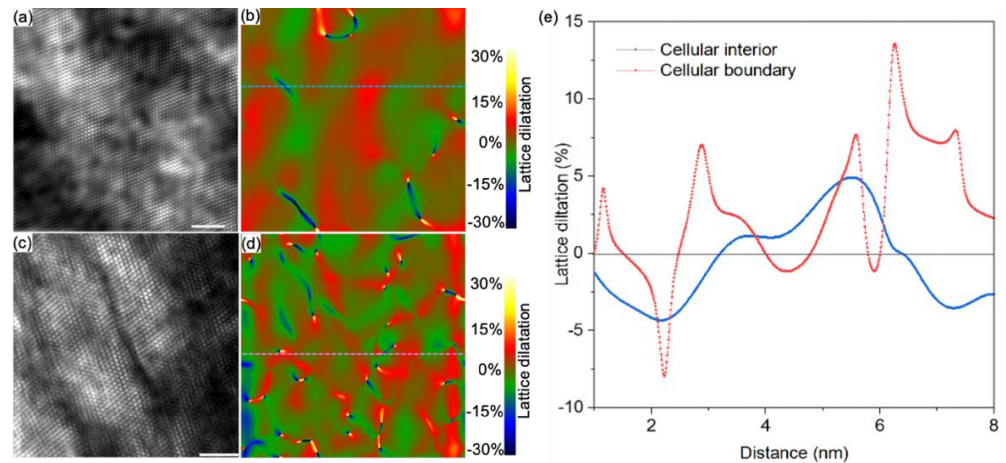 (a)
(b)
30%
15%
0%
-15%
-30%
Lattice dilatation
(c)
(d)
30%
15%
0%
-15%
-30%
Lattice dilatation
(e)
Cellular interior
Cellular boundary
15
10
5
0
-5
-10
Lattice diltation (%)
2
4
6
8
Distance (nm)